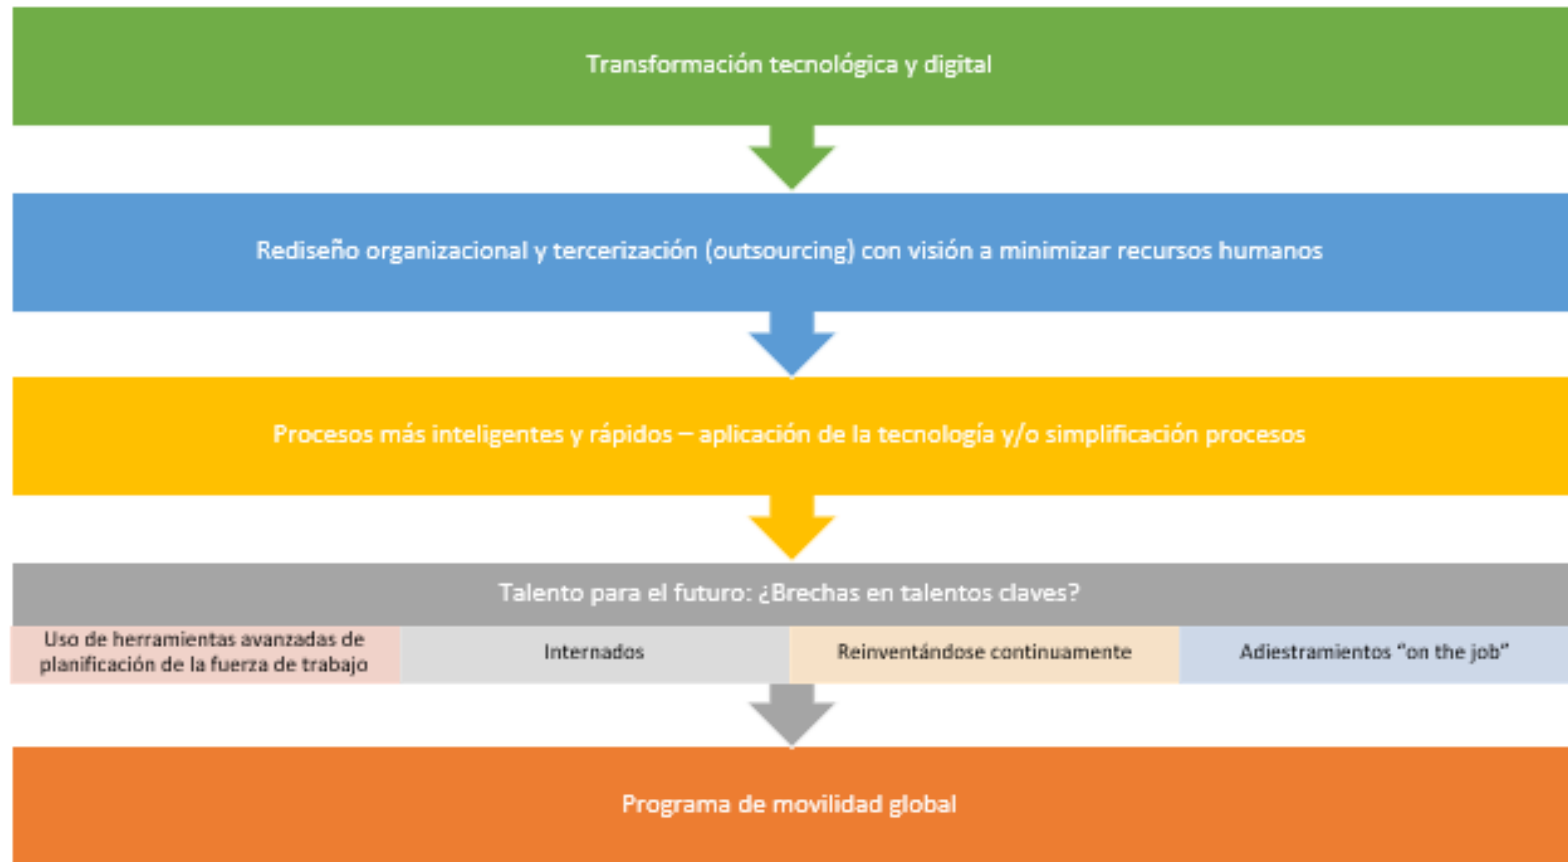 Transformación tecnológica y digital
Rediseño organizacional y tercerización (outsourcing) con visión a minimizar recursos humanos
Procesos más inteligentes y rápidos – aplicación de la tecnología y/o simplificación procesos
Talento para el futuro: ¿Brechas en talentos claves?
Uso de herramientas avanzadas de
planificación de la fuerza de trabajo
Internados
Reinventándose continuamente
Adiestramientos “on the job”
Programa de movilidad global